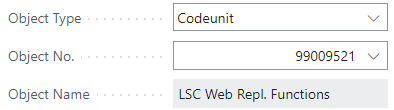 Object Type Codeunit
Object No. 99009521
Object Name LSC Web Repl. Functions